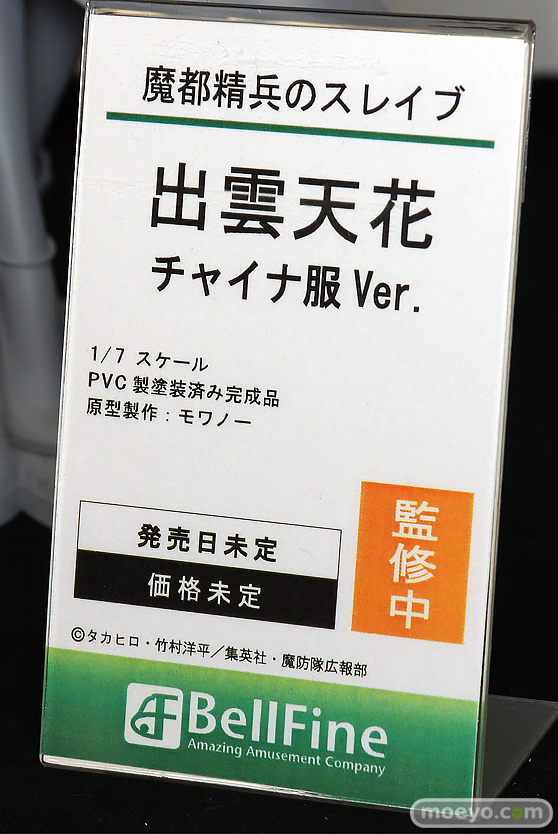 魔都精兵のスレイブ
出雲天花
チャイナ服 Ver.
1/7 スケール
PVC 製塗装済み完成品
原型製作：モワノー
監修中
発売日未定
価格未定
©タカヒロ・竹村洋平／集英社・魔防隊広報部
AF BellFine
Amazing Amusement Company
moeyo.com